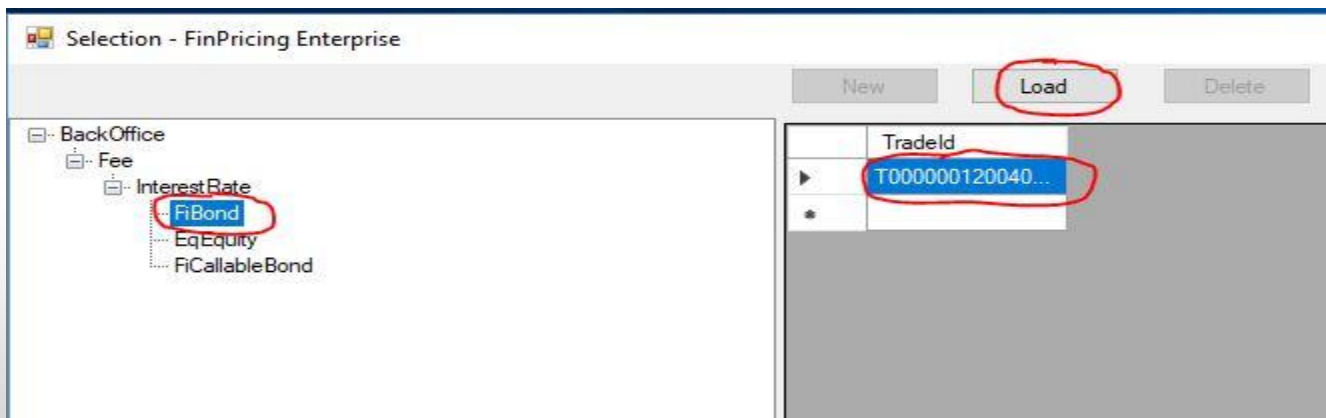 Selection - FinPricing Enterprise
New Load Delete
BackOffice
Fee
InterestRate
FiBond
EqEquity
FiCallableBond
TradeId
T000000120040...